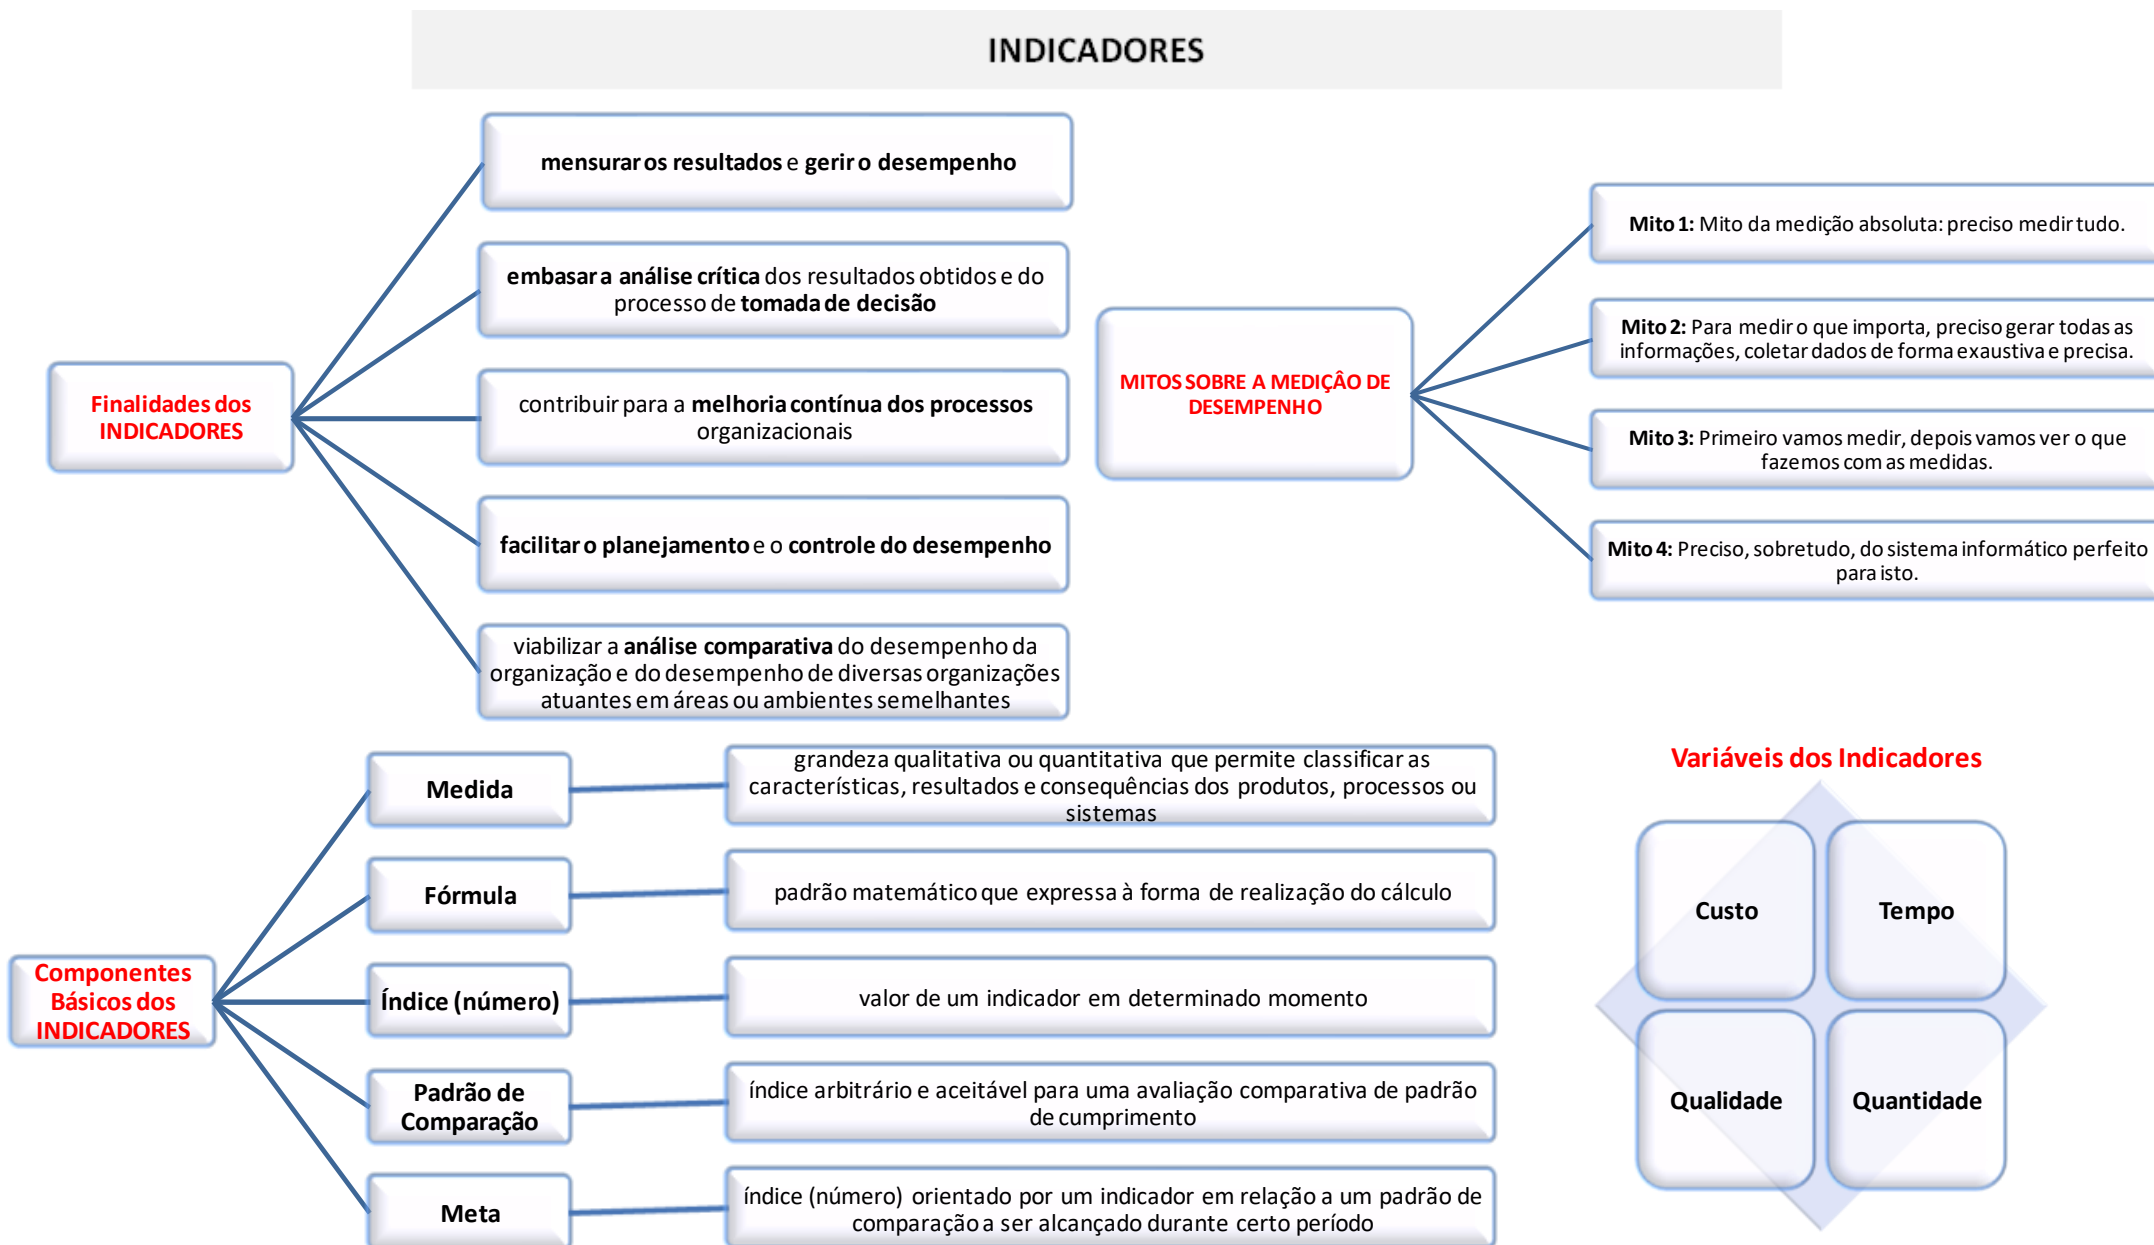 INDICADORES
mensurar os resultados e gerir o desempenho
embasar a análise crítica dos resultados obtidos e do
processo de tomada de decisão
Finalidades dos
INDICADORES
contribuir para a melhoria contínua dos processos
organizacionais
facilitar o planejamento e o controle do desempenho
viabilizar a análise comparativa do desempenho da
organização e do desempenho de diversas organizações
atuantes em áreas ou ambientes semelhantes
MITOS SOBRE A MEDIÇÂO DE
DESEMPENHO
Mito 1: Mito da medição absoluta: preciso medir tudo.
Mito 2: Para medir o que importa, preciso gerar todas as
informações, coletar dados de forma exaustiva e precisa.
Mito 3: Primeiro vamos medir, depois vamos ver o que
fazemos com as medidas.
Mito 4: Preciso, sobretudo, do sistema informático perfeito
para isto.
Componentes
Básicos dos
INDICADORES
Medida
grandeza qualitativa ou quantitativa que permite classificar as
características, resultados e consequências dos produtos, processos ou
sistemas
Fórmula
padrão matemático que expressa à forma de realização do cálculo
Índice (número)
valor de um indicador em determinado momento
Padrão de
Comparação
índice arbitrário e aceitável para uma avaliação comparativa de padrão
de cumprimento
Meta
índice (número) orientado por um indicador em relação a um padrão de
comparação a ser alcançado durante certo período
Variáveis dos Indicadores
Custo
Tempo
Qualidade
Quantidade